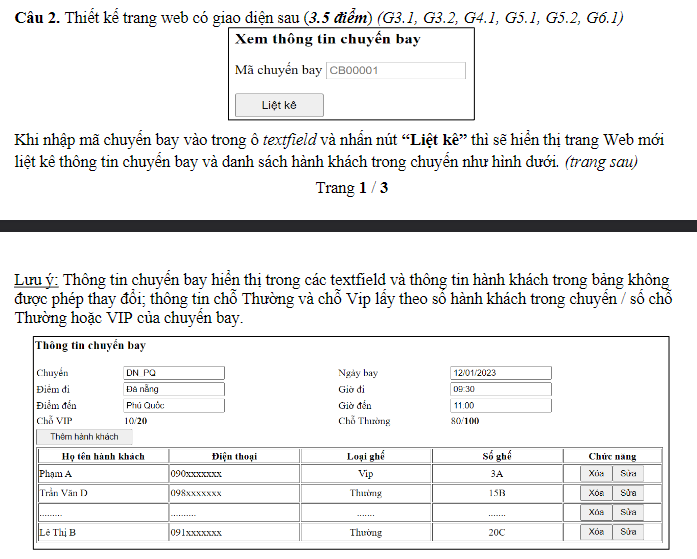 Câu 2. Thiết kế trang web có giao diện sau (3.5 điểm) (G3.1, G3.2, G4.1, G5.1, G5.2, G6.1)
Xem thông tin chuyến bay
Mã chuyến bay CB00001
Liệt kê
Khi nhập mã chuyến bay vào trong ô textfield và nhấn nút “Liệt kê” thì sẽ hiển thị trang Web mới
liệt kê thông tin chuyến bay và danh sách hành khách trong chuyến như hình dưới. (trang sau)
Trang 1 / 3
Lưu ý: Thông tin chuyến bay hiển thị trong các textfield và thông tin hành khách trong bảng không
được phép thay đổi; thông tin chỗ Thường và chỗ Vip lấy theo số hành khách trong chuyến / số chỗ
Thường hoặc VIP của chuyến bay.
Thông tin chuyến bay
Chuyến DN_PQ Ngày bay 12/01/2023
Điểm đi Đà nẵng Giờ đi 09:30
Điểm đến Phú Quốc Giờ đến 11:00
Chỗ VIP 10/20 Chỗ Thường 80/100
Thêm hành khách
Họ tên hành khách Điện thoại Loại ghế Số ghế Chức năng
Phạm A 090xxxxxxx Vip 3A Xóa Sửa
Trần Văn D 098xxxxxxx Thường 15B Xóa Sửa
......... .......... ....... ....... Xóa Sửa
Lê Thị B 091xxxxxxx Thường 20C Xóa Sửa